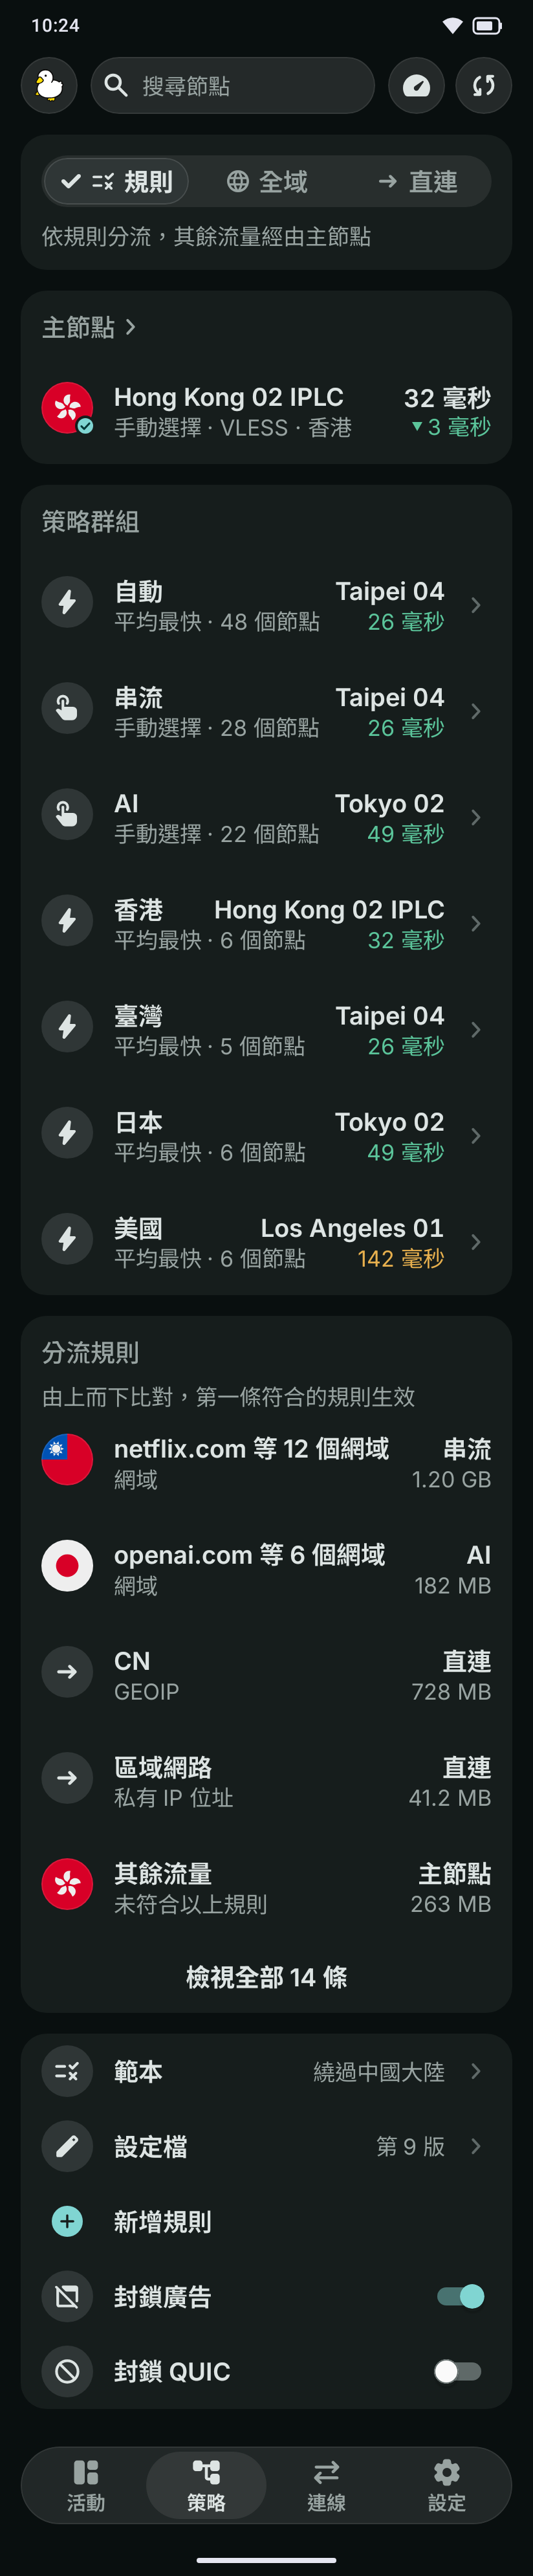 10:24
搜尋節點
規則 全域 直連
依規則分流，其餘流量經由主節點
主節點
Hong Kong 02 IPLC 32 毫秒
手動選擇 · VLESS · 香港 ▼3 毫秒
策略群組
自動 Taipei 04
平均最快 · 48 個節點 26 毫秒
串流 Taipei 04
手動選擇 · 28 個節點 26 毫秒
AI Tokyo 02
手動選擇 · 22 個節點 49 毫秒
香港 Hong Kong 02 IPLC
平均最快 · 6 個節點 32 毫秒
臺灣 Taipei 04
平均最快 · 5 個節點 26 毫秒
日本 Tokyo 02
平均最快 · 6 個節點 49 毫秒
美國 Los Angeles 01
平均最快 · 6 個節點 142 毫秒
分流規則
由上而下比對，第一條符合的規則生效
netflix.com 等 12 個網域 串流
網域 1.20 GB
openai.com 等 6 個網域 AI
網域 182 MB
CN 直連
GEOIP 728 MB
區域網路 直連
私有 IP 位址 41.2 MB
其餘流量 主節點
未符合以上規則 263 MB
檢視全部 14 條
範本 繞過中國大陸
設定檔 第 9 版
新增規則
封鎖廣告
封鎖 QUIC
活動 策略 連線 設定